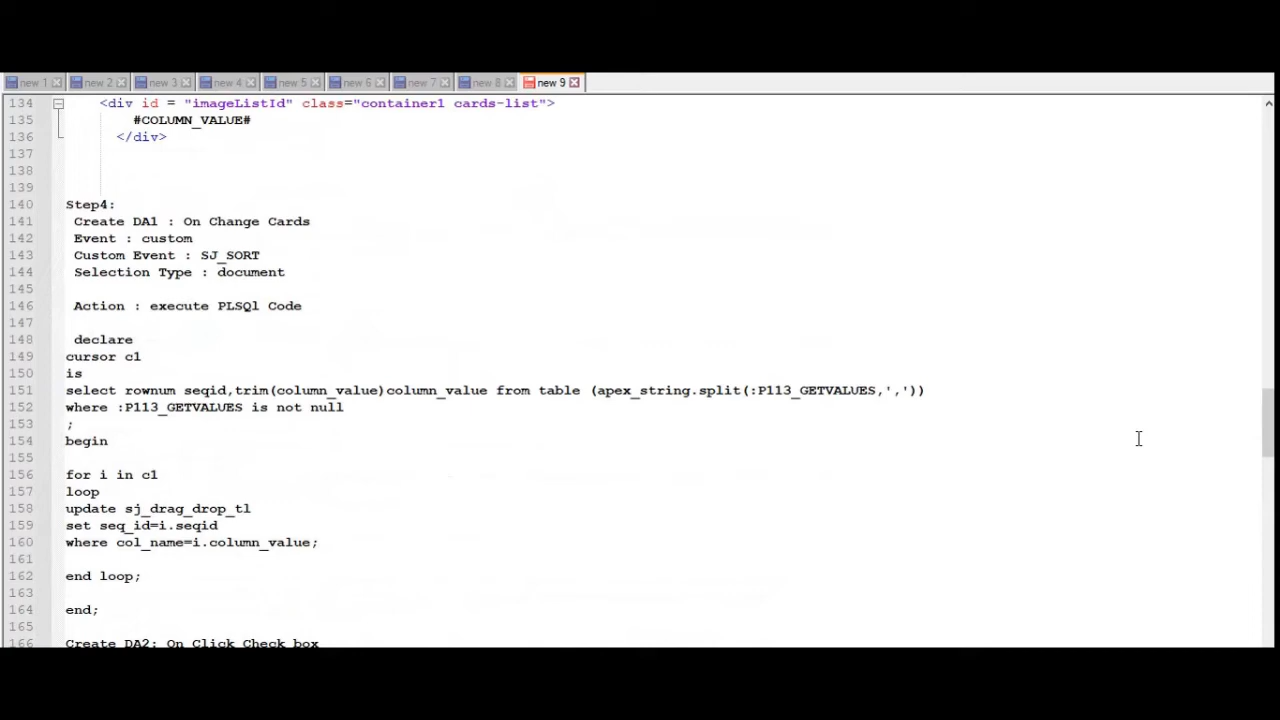 new 1 new 2 new 3 new 4 new 5 new 6 new 7 new 8 new 9
134 <div id = "imageListId" class="container1 cards-list">
135 #COLUMN_VALUE#
136 </div>
137
138
139
140 Step4:
141 Create DA1 : On Change Cards
142 Event : custom
143 Custom Event : SJ_SORT
144 Selection Type : document
145
146 Action : execute PLSQl Code
147
148 declare
149 cursor c1
150 is
151 select rownum seqid,trim(column_value)column_value from table (apex_string.split(:P113_GETVALUES,','))
152 where :P113_GETVALUES is not null
153 ;
154 begin
155
156 for i in c1
157 loop
158 update sj_drag_drop_tl
159 set seq_id=i.seqid
160 where col_name=i.column_value;
161
162 end loop;
163
164 end;
165
166 Create DA2: On Click Check box